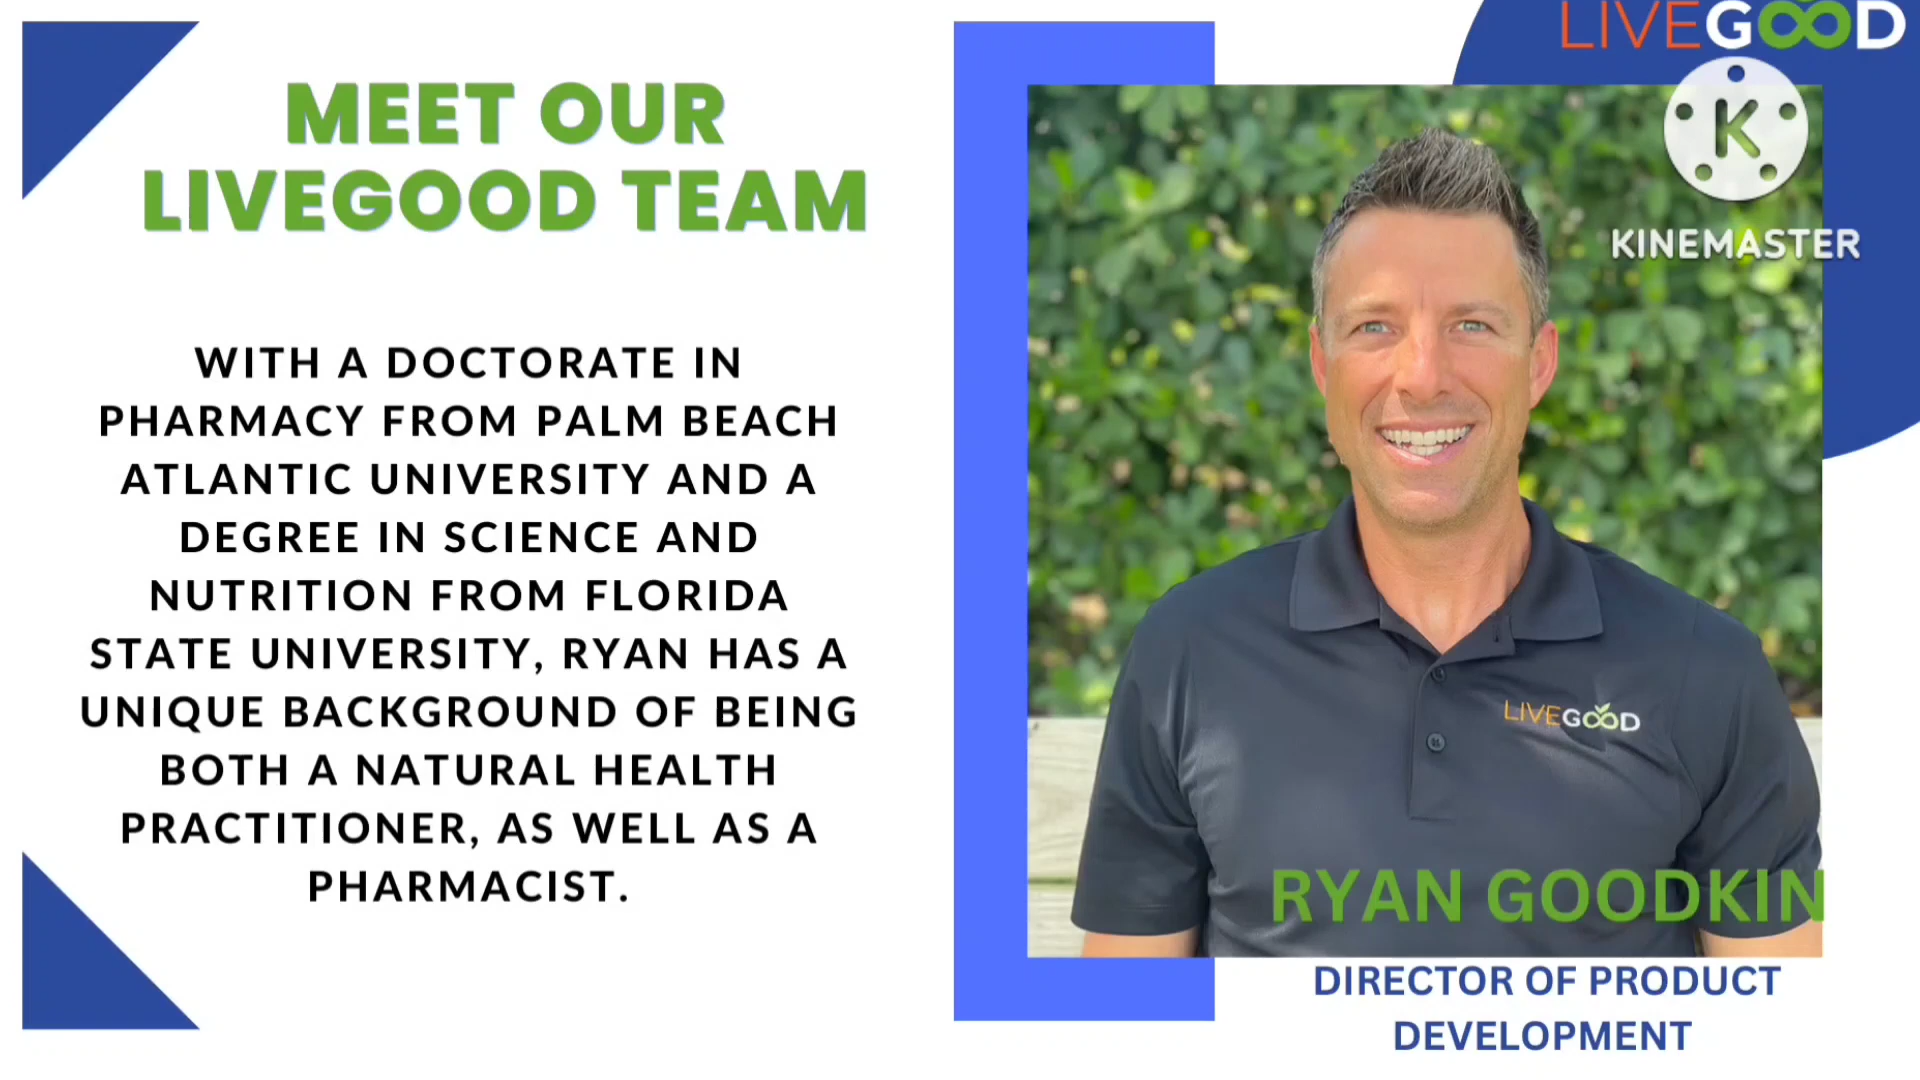 MEET OUR
LIVEGOOD TEAM
WITH A DOCTORATE IN
PHARMACY FROM PALM BEACH
ATLANTIC UNIVERSITY AND A
DEGREE IN SCIENCE AND
NUTRITION FROM FLORIDA
STATE UNIVERSITY, RYAN HAS A
UNIQUE BACKGROUND OF BEING
BOTH A NATURAL HEALTH
PRACTITIONER, AS WELL AS A
PHARMACIST.
LIVEGOOD
K
KINEMASTER
LIVEGOOD
RYAN GOODKIN
DIRECTOR OF PRODUCT
DEVELOPMENT